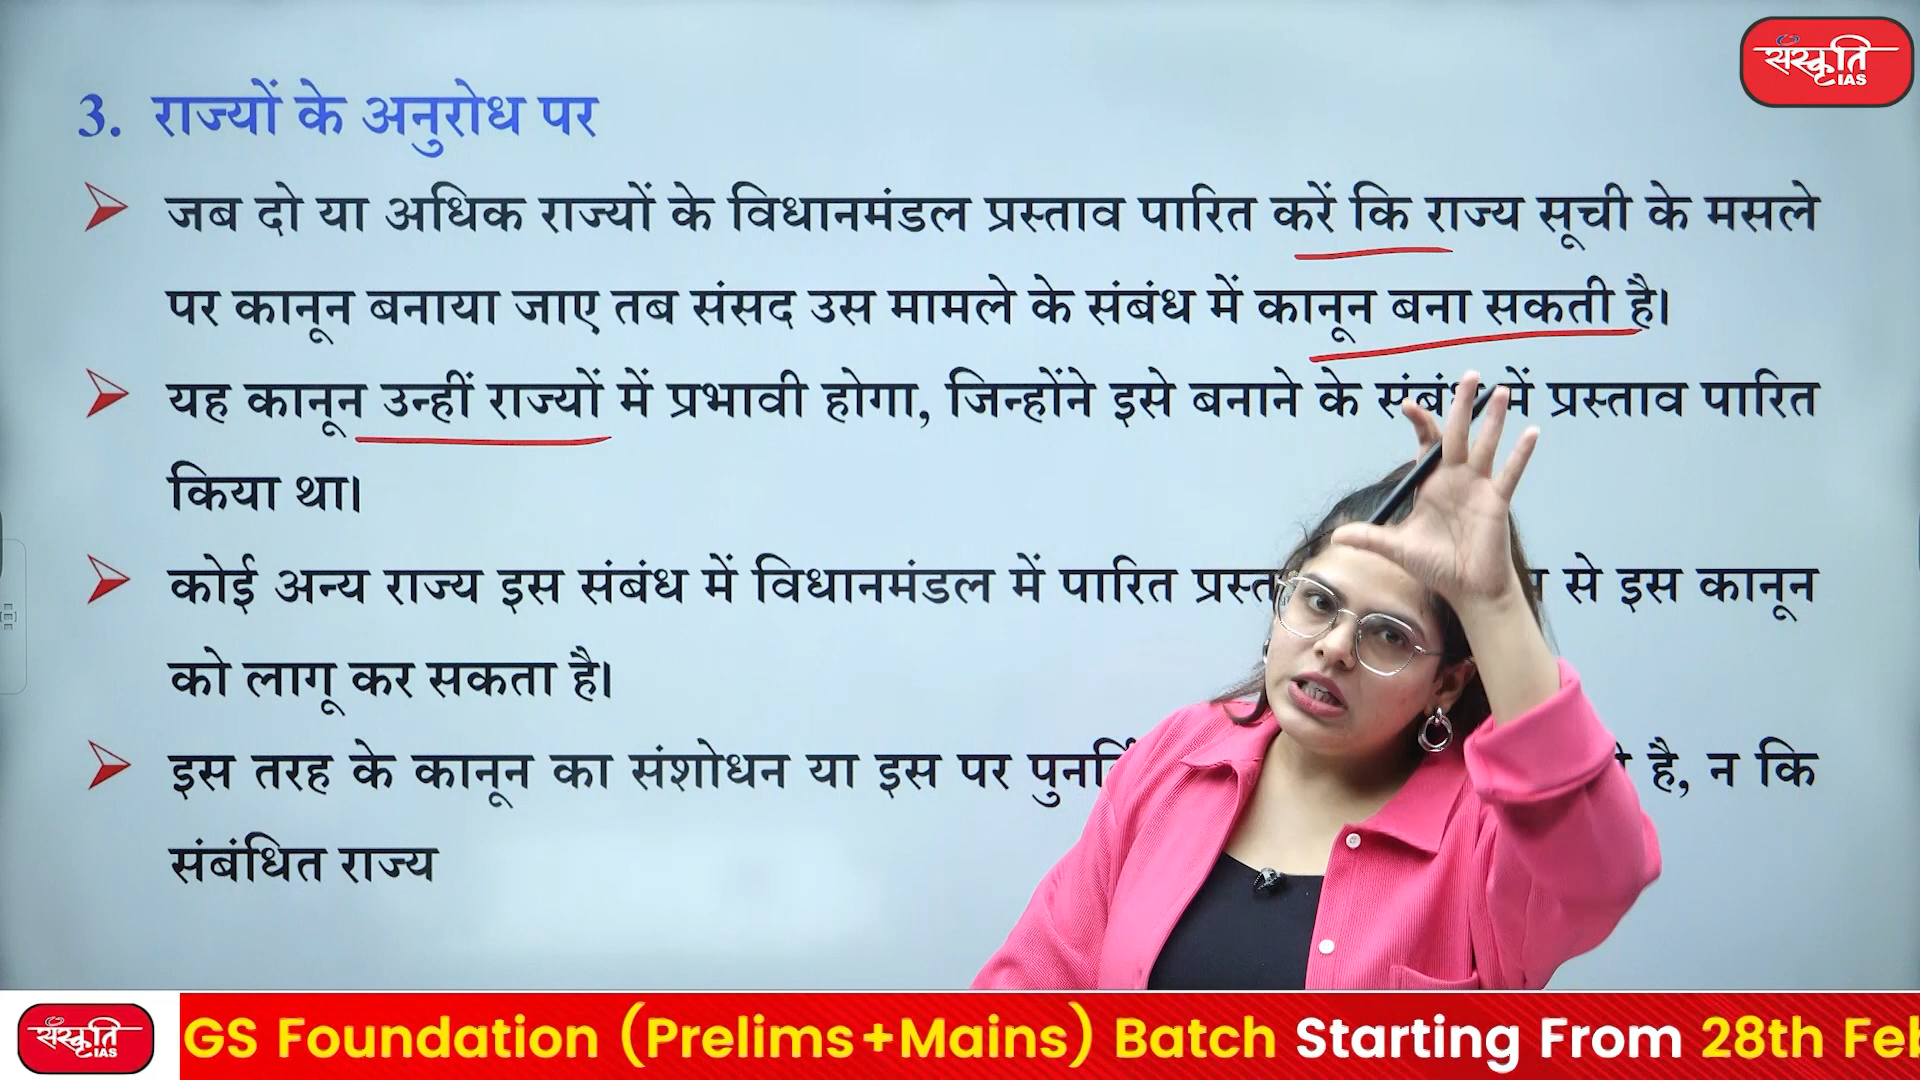 संस्कृति
IAS
3. राज्यों के अनुरोध पर
जब दो या अधिक राज्यों के विधानमंडल प्रस्ताव पारित करें कि राज्य सूची के मसले
पर कानून बनाया जाए तब संसद उस मामले के संबंध में कानून बना सकती है।
यह कानून उन्हीं राज्यों में प्रभावी होगा, जिन्होंने इसे बनाने के संबंध में प्रस्ताव पारित
किया था।
कोई अन्य राज्य इस संबंध में विधानमंडल में पारित से इस कानून
को लागू कर सकता है।
इस तरह के कानून का संशोधन या इस पर है, न कि
संबंधित राज्य
संस्कृति
IAS
GS Foundation (Prelims+Mains) Batch Starting From 28th